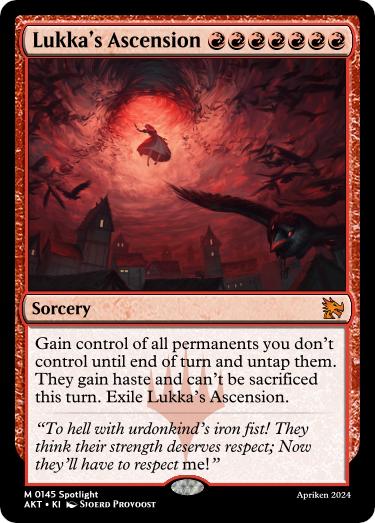 Lukka's Ascension
Sorcery
Gain control of all permanents you don't
control until end of turn and untap them.
They gain haste and can't be sacrificed
this turn. Exile Lukka's Ascension.
“To hell with urdonkind's iron fist! They
think their strength deserves respect; Now
they'll have to respect me!”
M 0145 Spotlight
AKT • KI Sjoerd Provoost
Apriken 2024